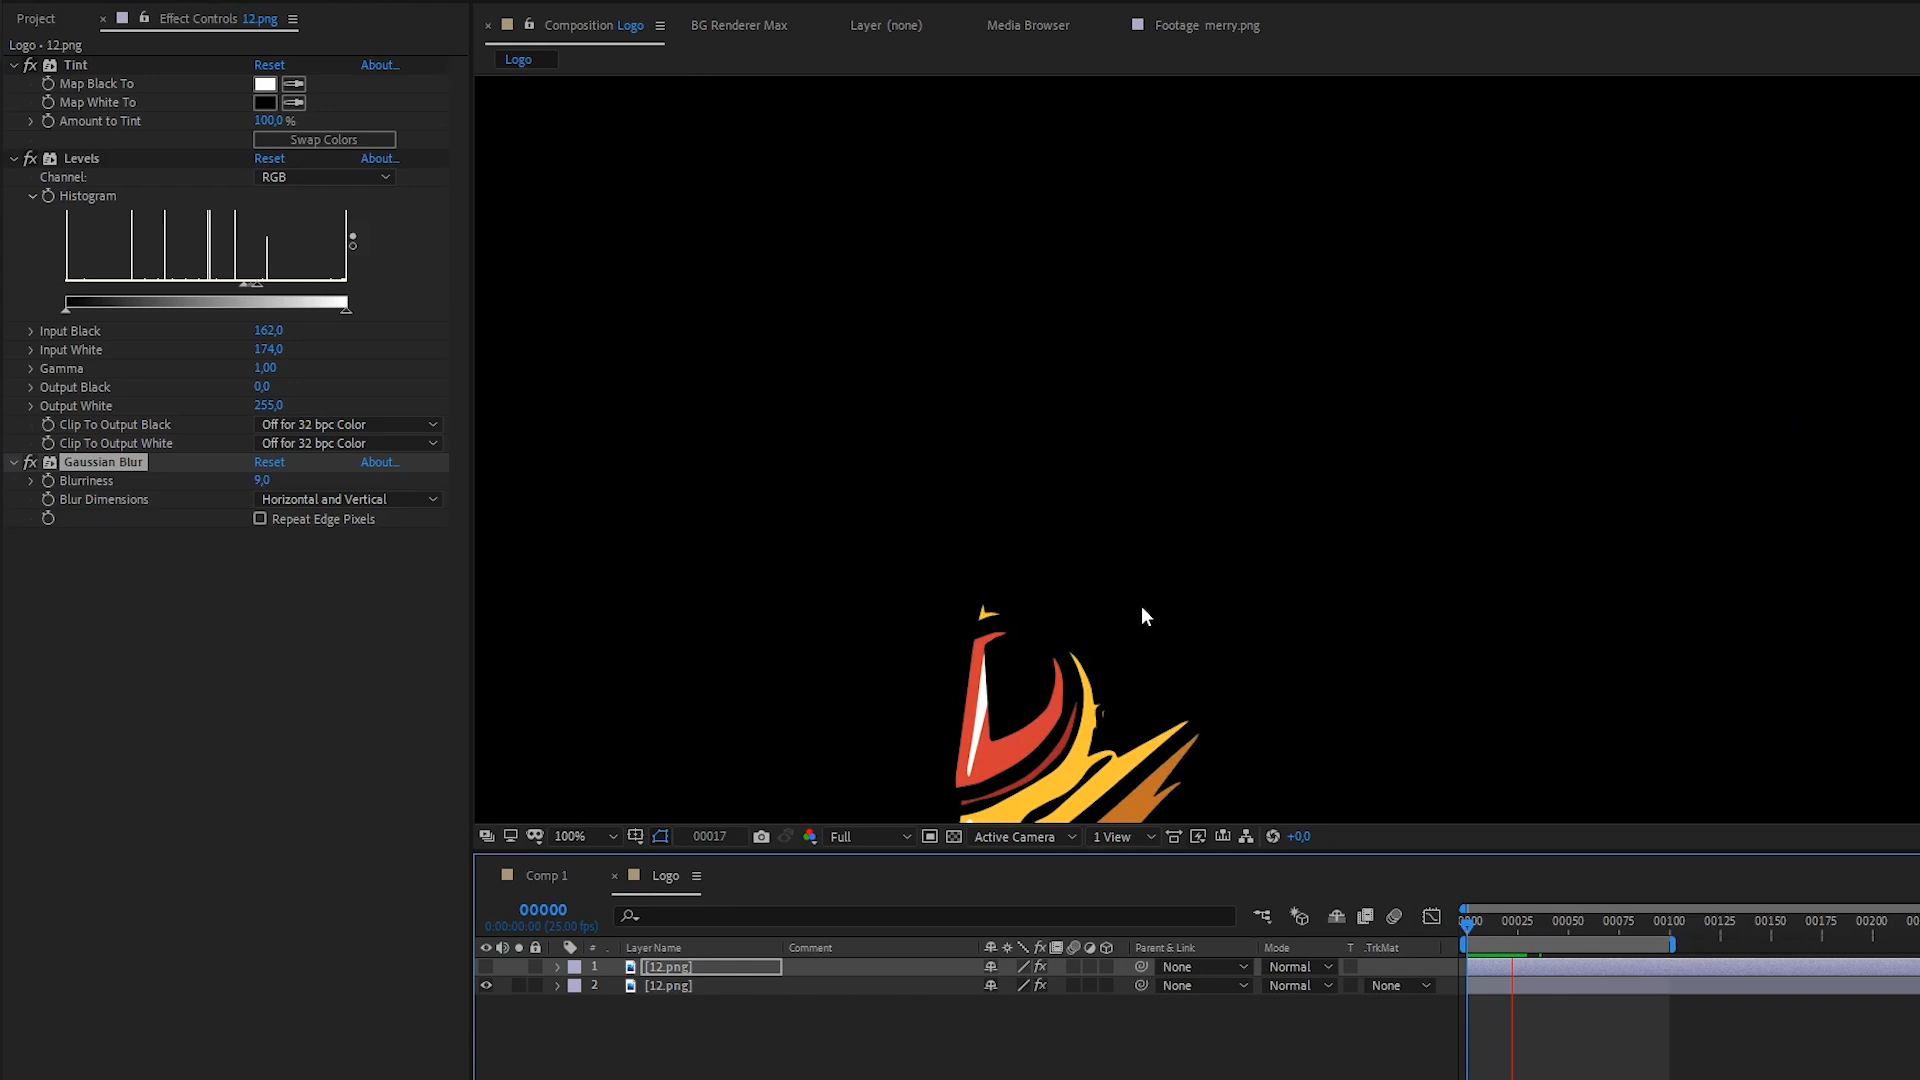 Project
Effect Controls 12.png
Composition Logo
BG Renderer Max
Layer (none)
Media Browser
Footage merry.png
Logo • 12.png
Logo
fx Tint Reset About...
Map Black To
Map White To
Amount to Tint 100,0 %
Swap Colors
fx Levels Reset About...
Channel: RGB
Histogram
Input Black 162,0
Input White 174,0
Gamma 1,00
Output Black 0,0
Output White 255,0
Clip To Output Black Off for 32 bpc Color
Clip To Output White Off for 32 bpc Color
fx Gaussian Blur Reset About...
Blurriness 9,0
Blur Dimensions Horizontal and Vertical
Repeat Edge Pixels
100% 00017 Full Active Camera 1 View +0,0
Comp 1
Logo
00000
0:00:00:00 (25.00 fps)
00025 00050 00075 00100 00125 00150 00175 00200
# Layer Name Comment fx Parent & Link Mode T .TrkMat
1 [12.png] fx None Normal
2 [12.png] fx None Normal None